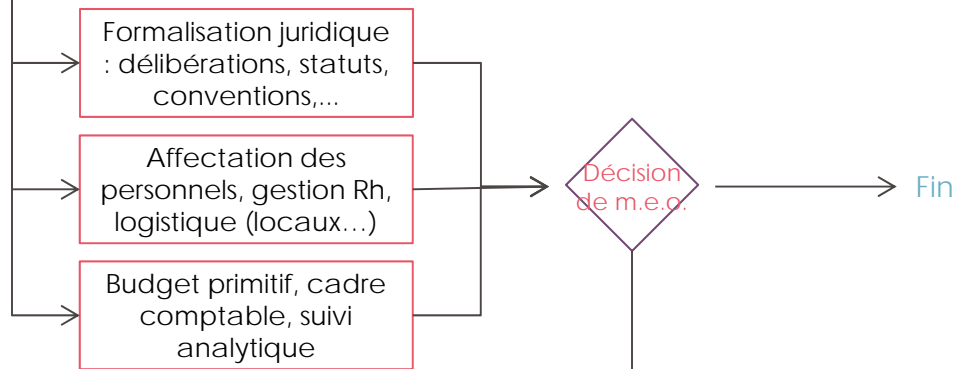 Formalisation juridique
: délibérations, statuts,
conventions,...
Affectation des
personnels, gestion Rh,
logistique (locaux…)
Budget primitif, cadre
comptable, suivi
analytique
Décision
de m.e.o.
Fin